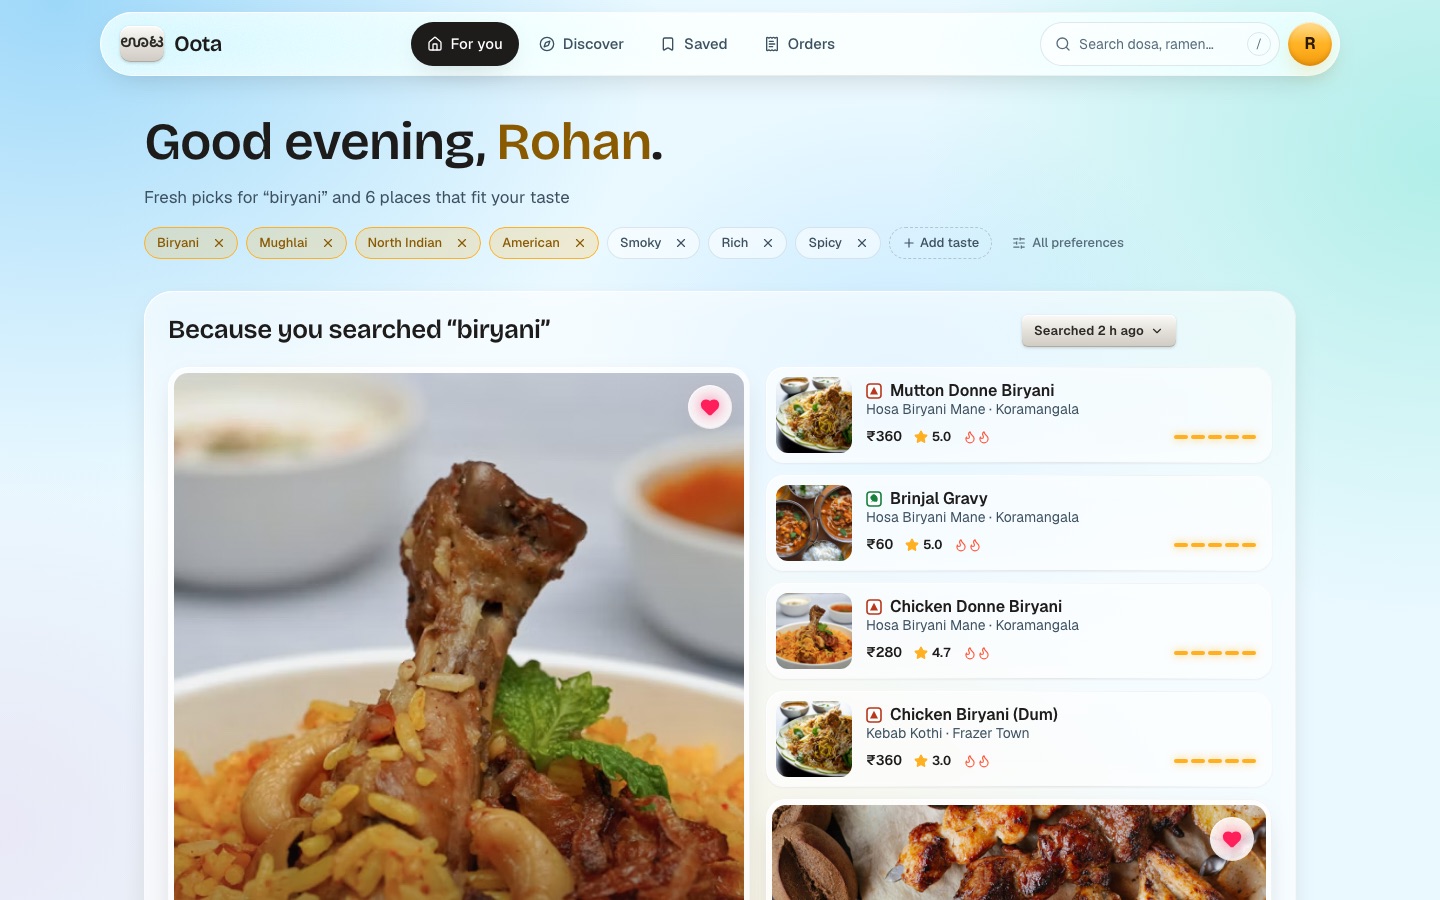 ಊಟ Oota
For you
Discover
Saved
Orders
Search dosa, ramen...
/
R
Good evening, Rohan.
Fresh picks for “biryani” and 6 places that fit your taste
Biryani
Mughlai
North Indian
American
Smoky
Rich
Spicy
Add taste
All preferences
Because you searched “biryani”
Searched 2 h ago
Mutton Donne Biryani
Hosa Biryani Mane · Koramangala
₹360 5.0
Brinjal Gravy
Hosa Biryani Mane · Koramangala
₹60 5.0
Chicken Donne Biryani
Hosa Biryani Mane · Koramangala
₹280 4.7
Chicken Biryani (Dum)
Kebab Kothi · Frazer Town
₹360 3.0